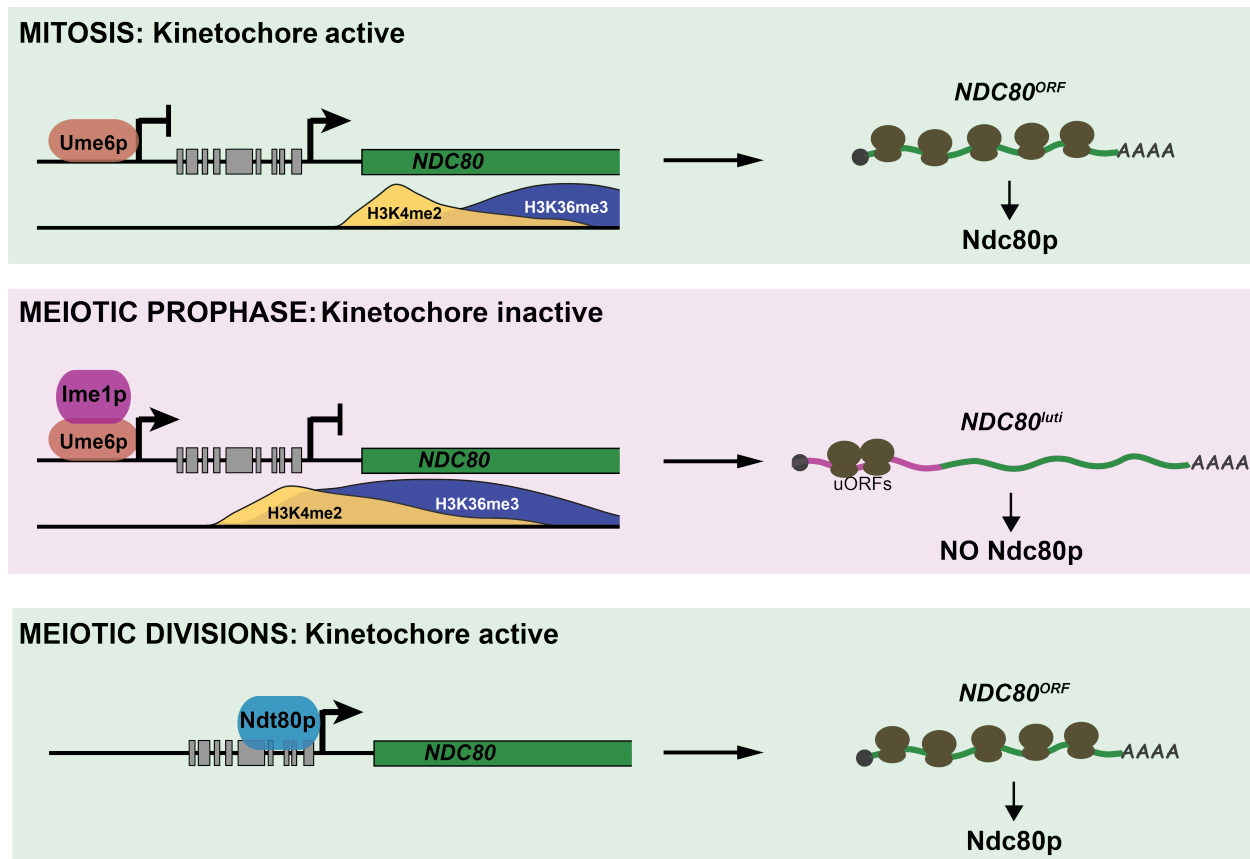 MITOSIS: Kinetochore active
NDC80ORF
Ume6p
NDC80
AAAA
H3K4me2
H3K36me3
Ndc80p
MEIOTIC PROPHASE: Kinetochore inactive
Ime1p
NDC80luti
Ume6p
NDC80
AAAA
uORFs
H3K4me2
H3K36me3
NO Ndc80p
MEIOTIC DIVISIONS: Kinetochore active
NDC80ORF
Ndt80p
NDC80
AAAA
Ndc80p